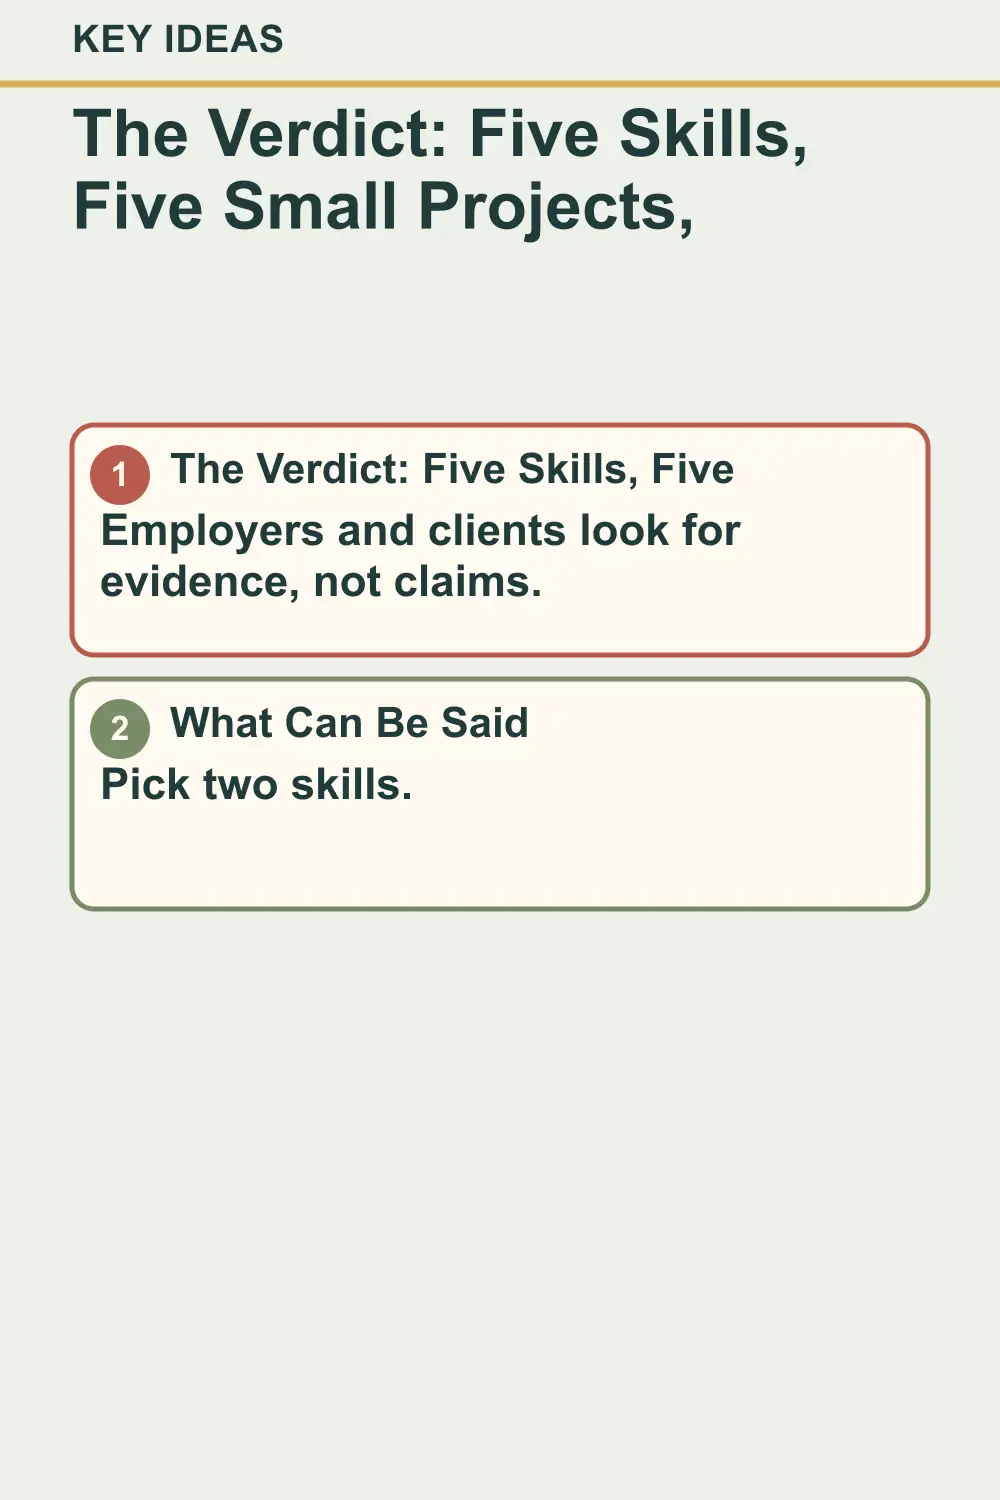 KEY IDEAS
The Verdict: Five Skills,
Five Small Projects,
1 The Verdict: Five Skills, Five
Employers and clients look for
evidence, not claims.
2 What Can Be Said
Pick two skills.